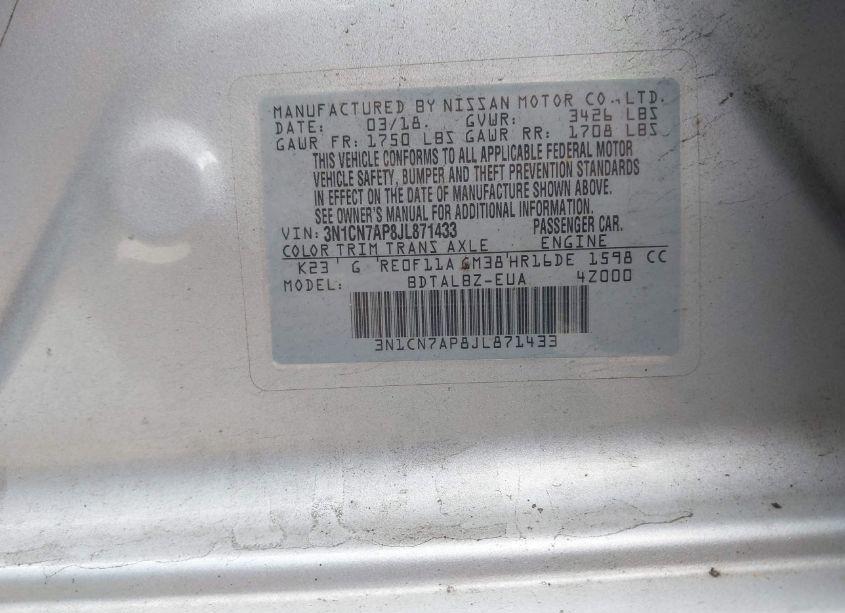 MANUFACTURED BY NISSAN MOTOR CO., LTD.
DATE: 03/18. GVWR: 3426 LBS
GAWR FR: 1750 LBS GAWR RR: 1708 LBS
THIS VEHICLE CONFORMS TO ALL APPLICABLE FEDERAL MOTOR
VEHICLE SAFETY, BUMPER AND THEFT PREVENTION STANDARDS
IN EFFECT ON THE DATE OF MANUFACTURE SHOWN ABOVE.
SEE OWNER'S MANUAL FOR ADDITIONAL INFORMATION.
VIN: 3N1CN7AP8JL871433 PASSENGER CAR.
COLOR TRIM TRANS AXLE ENGINE
K23 G RE0F11A GM38 HR16DE 1598 CC
MODEL: BDTALBZ-EUA 4Z000
3N1CN7AP8JL871433